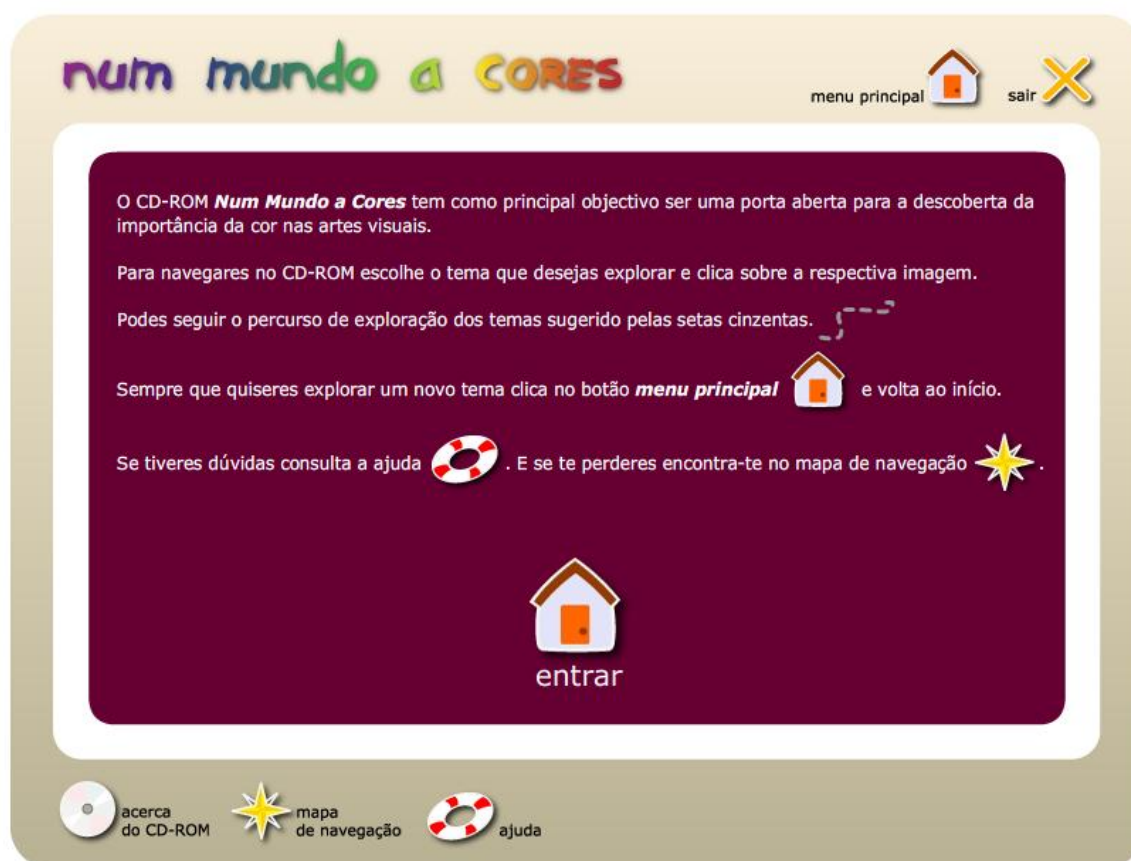 num mundo a CORES
menu principal
sair
O CD-ROM Num Mundo a Cores tem como principal objectivo ser uma porta aberta para a descoberta da
importância da cor nas artes visuais.
Para navegares no CD-ROM escolhe o tema que desejas explorar e clica sobre a respectiva imagem.
Podes seguir o percurso de exploração dos temas sugerido pelas setas cinzentas.
Sempre que quiseres explorar um novo tema clica no botão menu principal e volta ao início.
Se tiveres dúvidas consulta a ajuda . E se te perderes encontra-te no mapa de navegação .
entrar
acerca
do CD-ROM
mapa
de navegação
ajuda